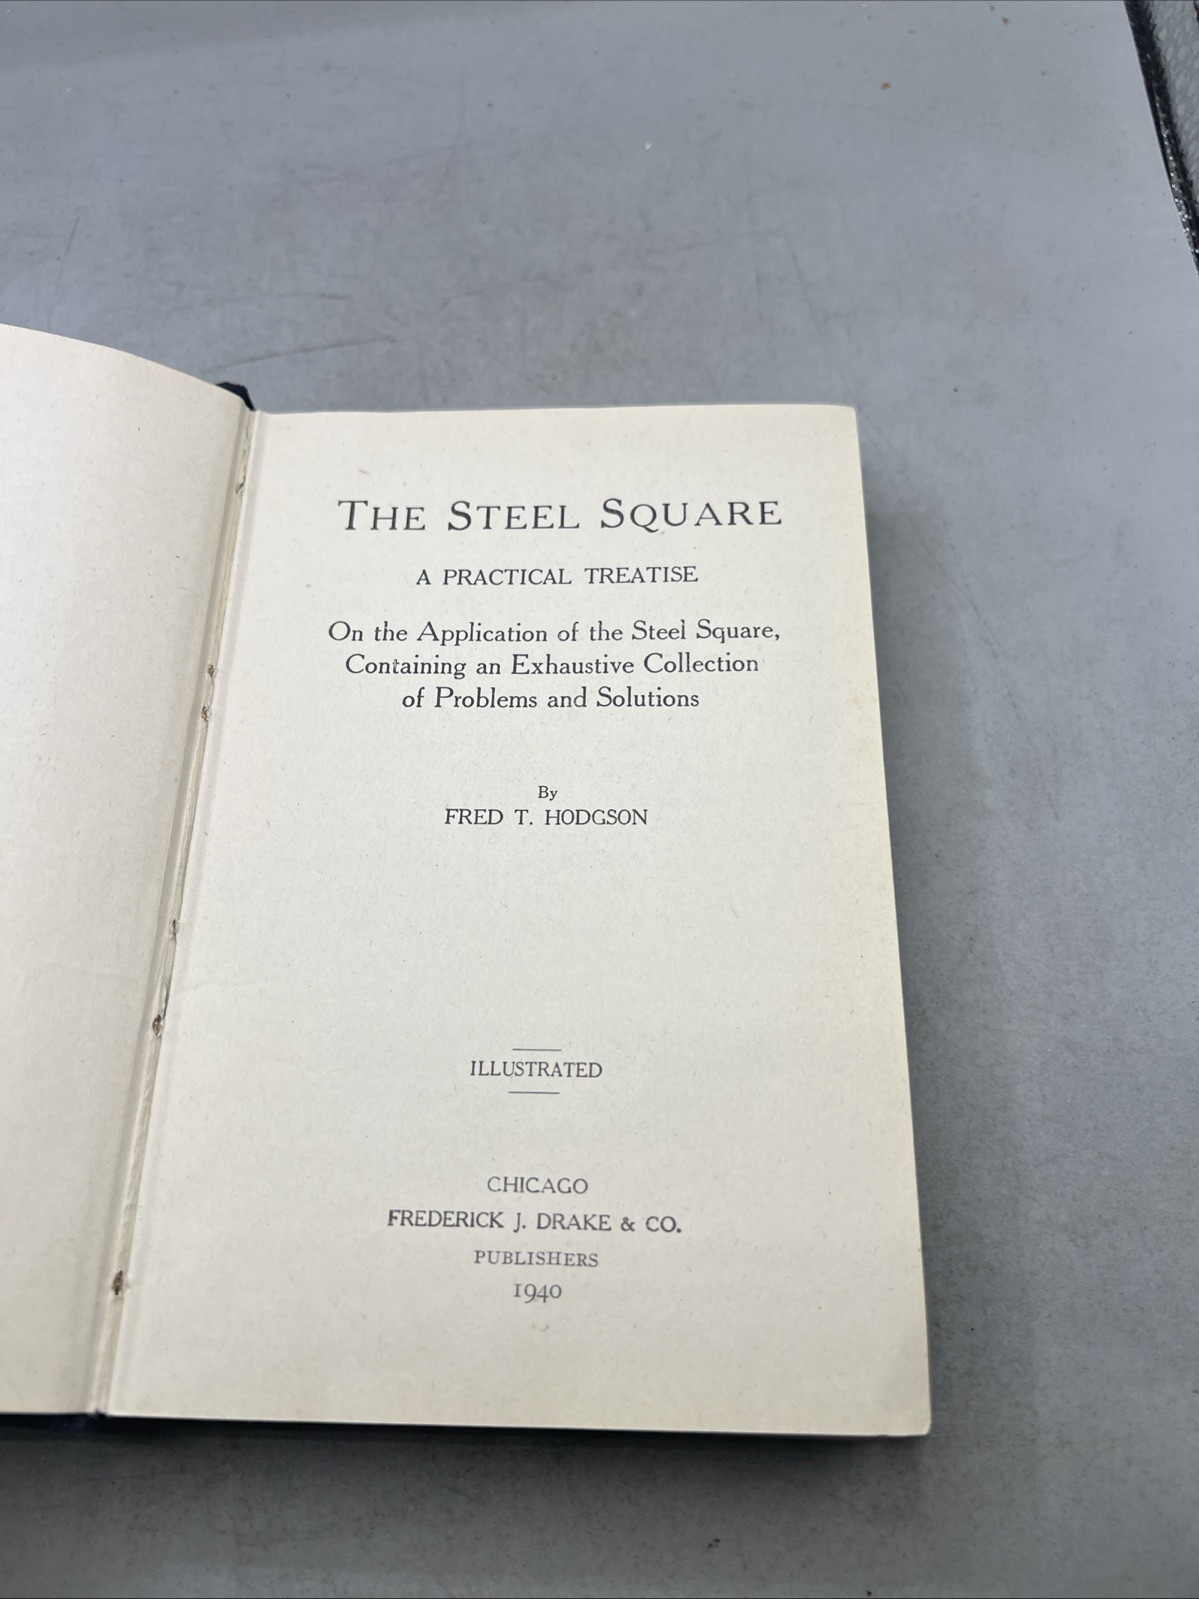 THE STEEL SQUARE
A PRACTICAL TREATISE
On the Application of the Steel Square,
Containing an Exhaustive Collection
of Problems and Solutions
By
FRED T. HODGSON
ILLUSTRATED
CHICAGO
FREDERICK J. DRAKE & CO.
PUBLISHERS
1940